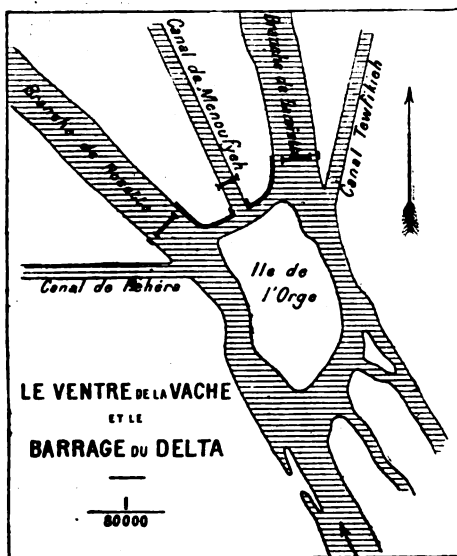 Branche de Rosette
Canal de Menoufyeh
Branche de Damiette
Canal Tewfikieh
Canal de Béhéra
Ile de
l'Orge
LE VENTRE DE LA VACHE
ET LE
BARRAGE DU DELTA
1
80000